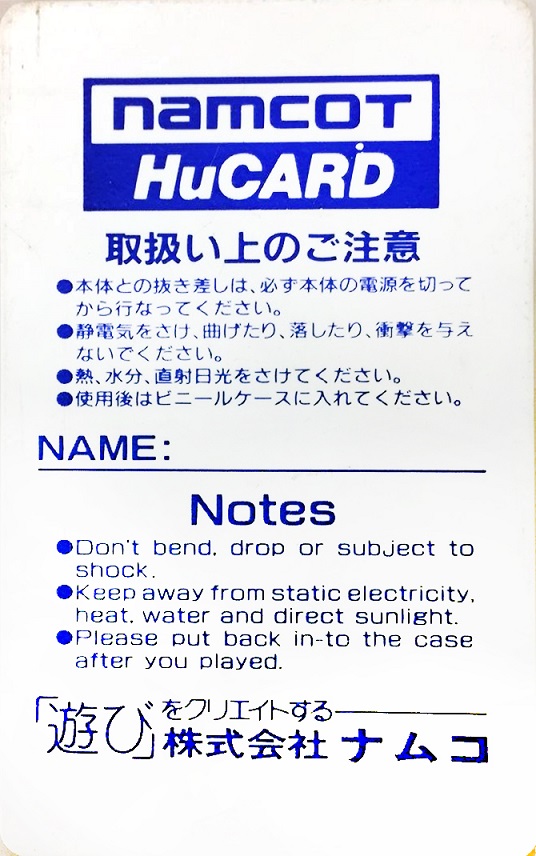 namcot
HuCARD
取扱い上のご注意
●本体との抜き差しは、必ず本体の電源を切って
から行なってください。
●静電気をさけ、曲げたり、落したり、衝撃を与え
ないでください。
●熱、水分、直射日光をさけてください。
●使用後はビニールケースに入れてください。
NAME:
Notes
●Don't bend, drop or subject to
shock.
●Keep away from static electricity,
heat, water and direct sunlight.
●Please put back in-to the case
after you played.
「遊び」をクリエイトする
株式会社ナムコ